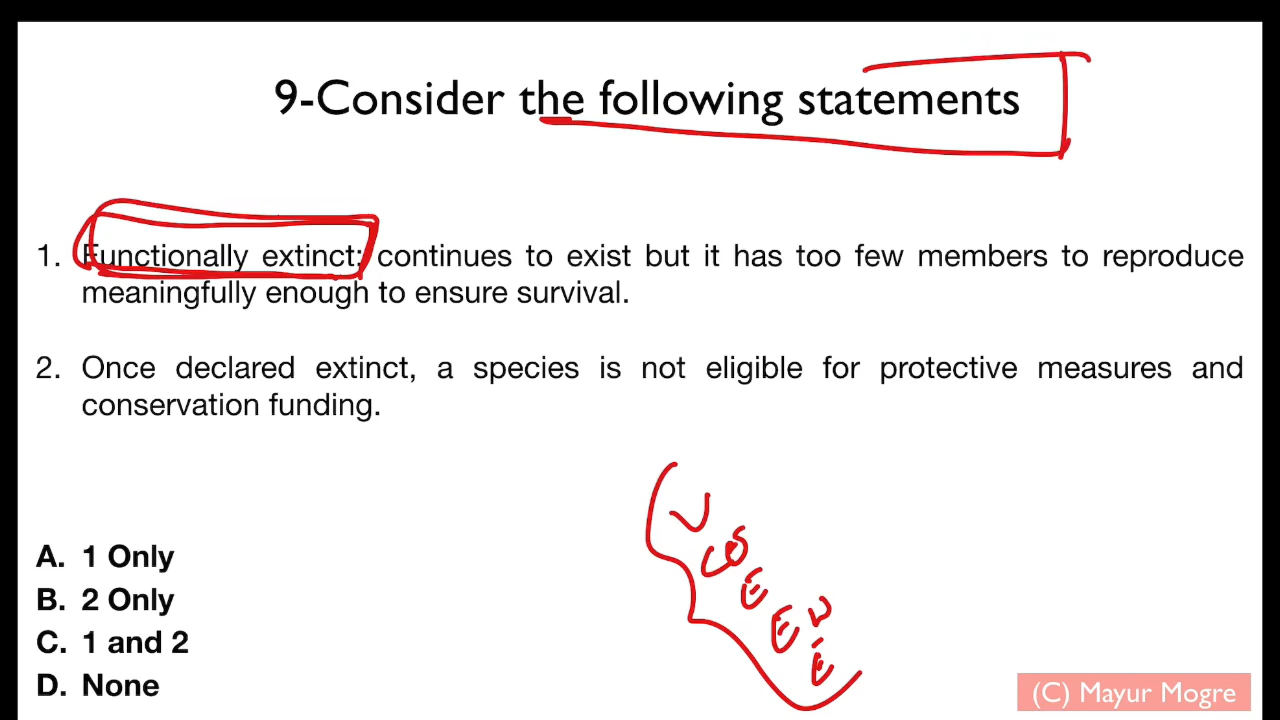 9-Consider the following statements
1. Functionally extinct: continues to exist but it has too few members to reproduce
meaningfully enough to ensure survival.
2. Once declared extinct, a species is not eligible for protective measures and
conservation funding.
A. 1 Only
B. 2 Only
C. 1 and 2
D. None
(C) Mayur Mogre